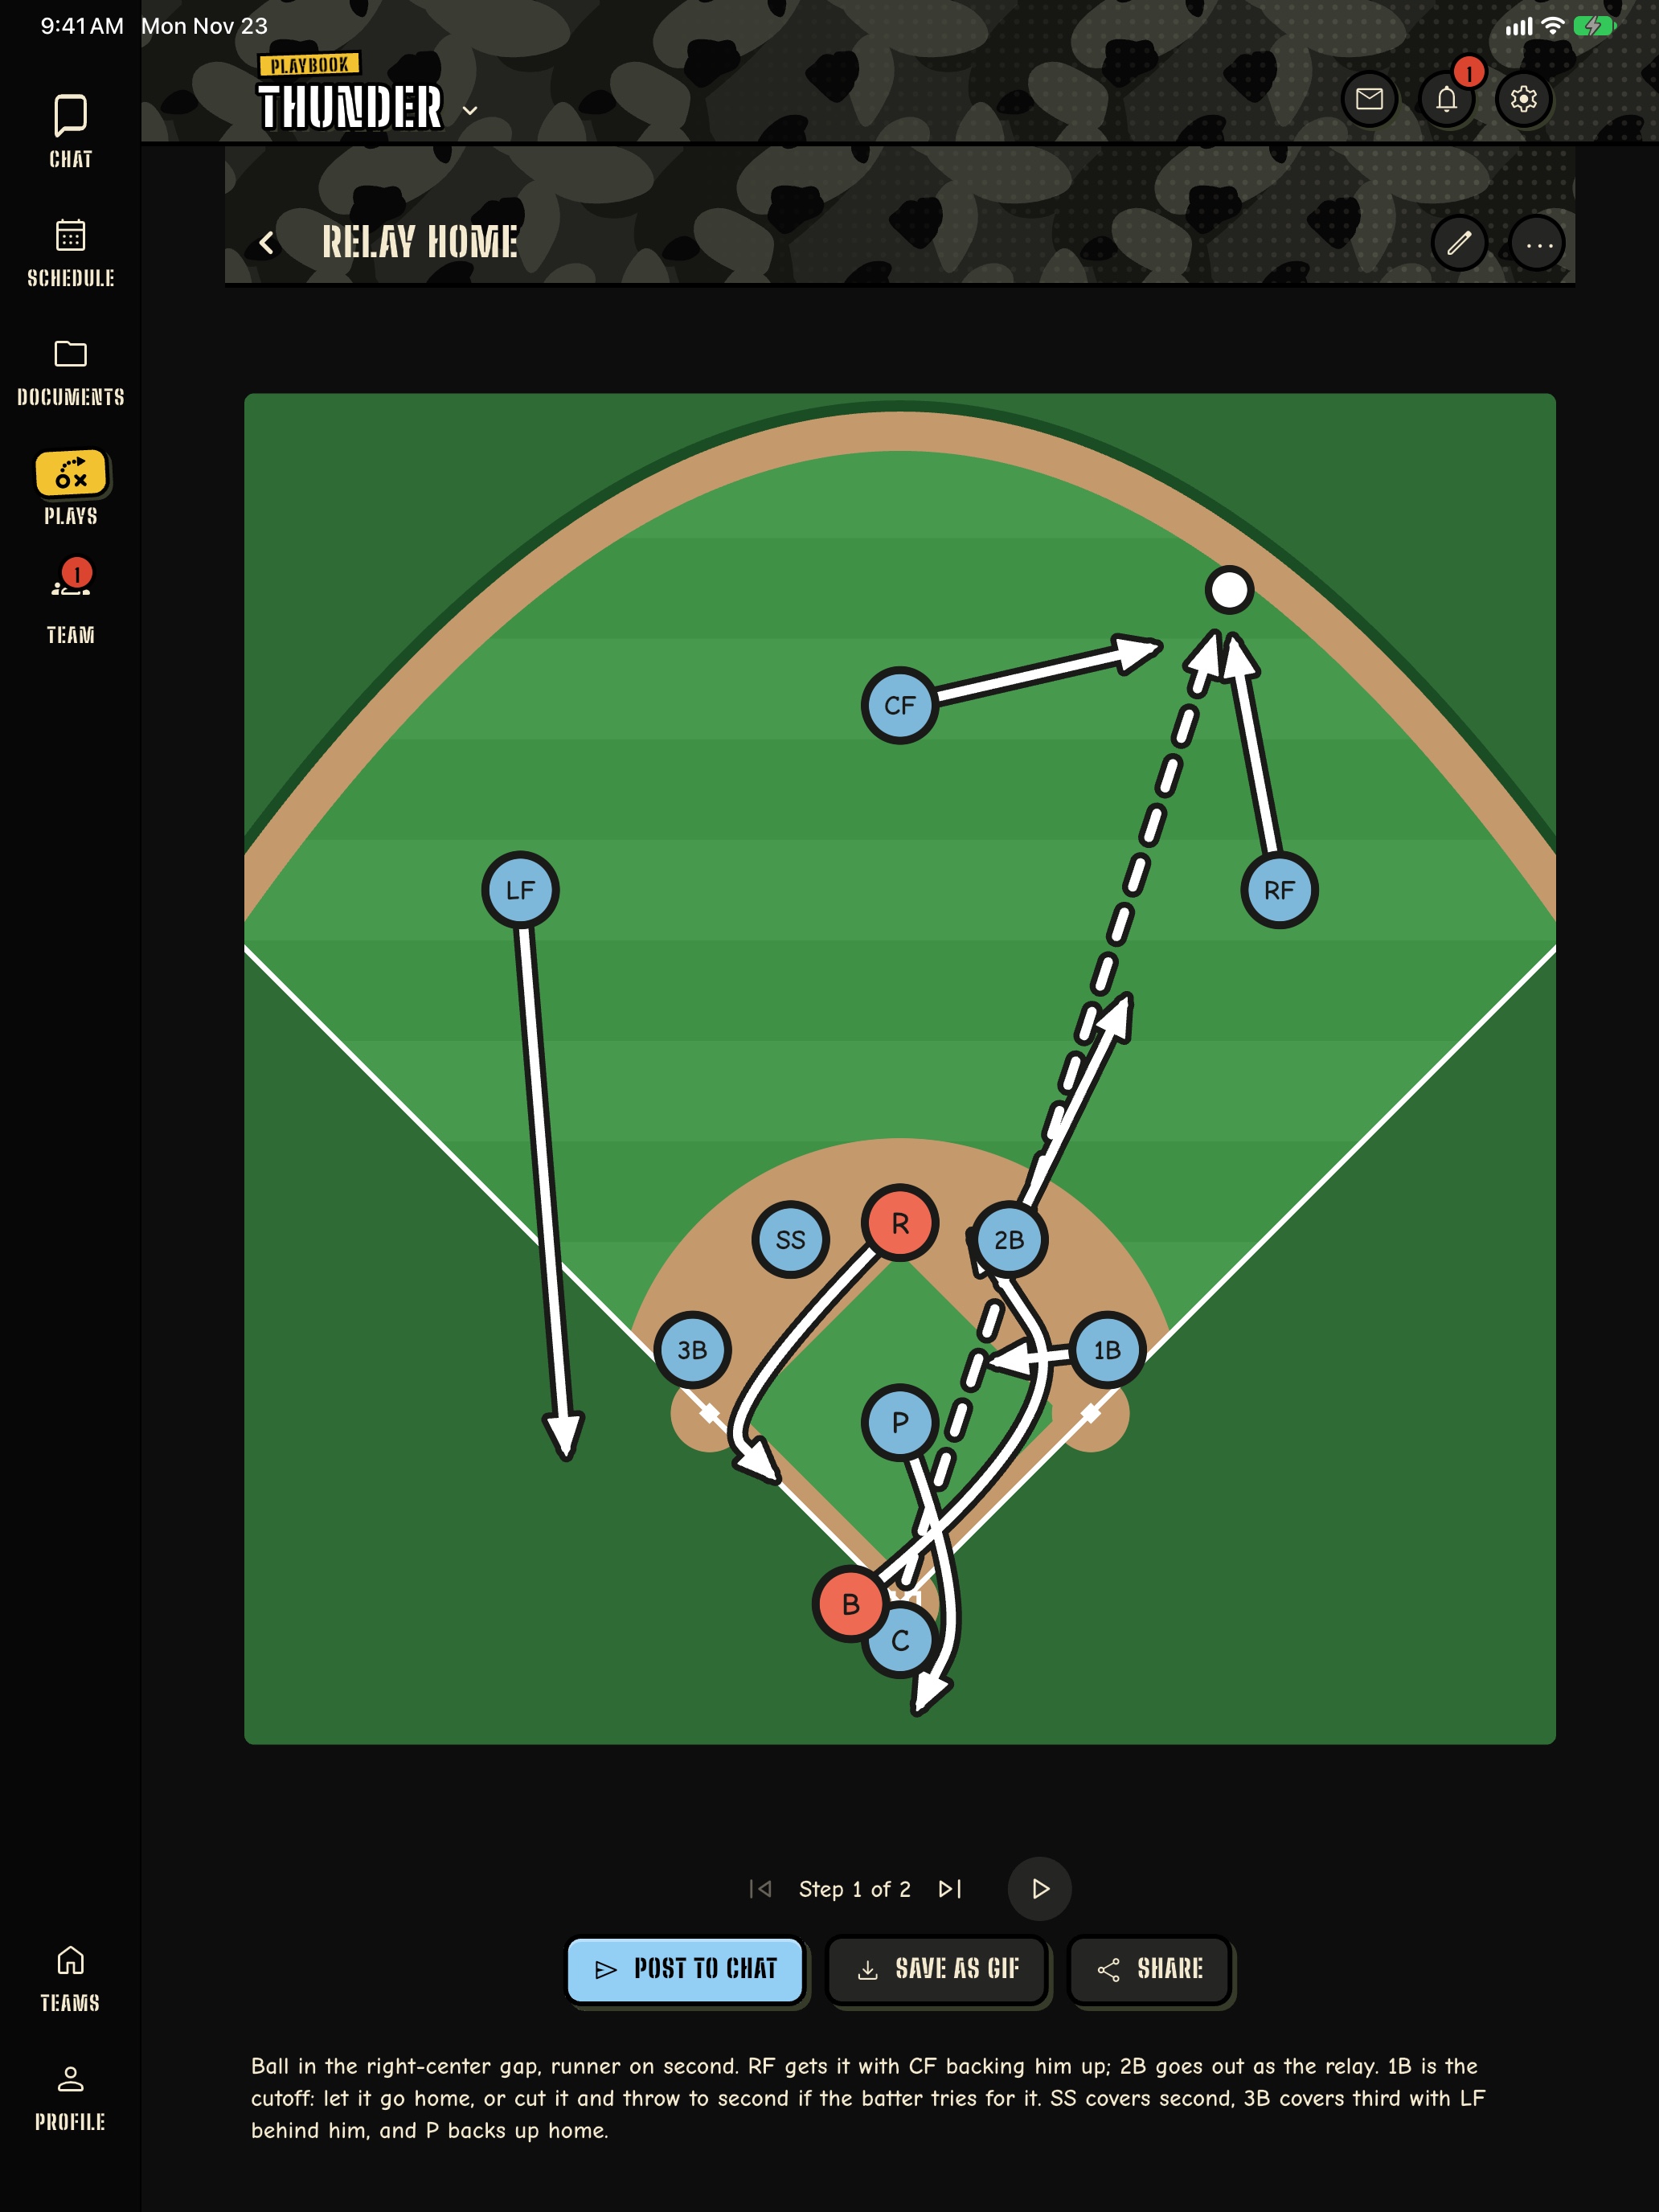 9:41 AM Mon Nov 23
PLAYBOOK
THUNDER
1
CHAT
SCHEDULE
DOCUMENTS
PLAYS
1
TEAM
RELAY HOME
CF
LF
RF
SS
R
2B
3B
1B
P
B
C
Step 1 of 2
POST TO CHAT
SAVE AS GIF
SHARE
TEAMS
PROFILE
Ball in the right-center gap, runner on second. RF gets it with CF backing him up; 2B goes out as the relay. 1B is the
cutoff: let it go home, or cut it and throw to second if the batter tries for it. SS covers second, 3B covers third with LF
behind him, and P backs up home.